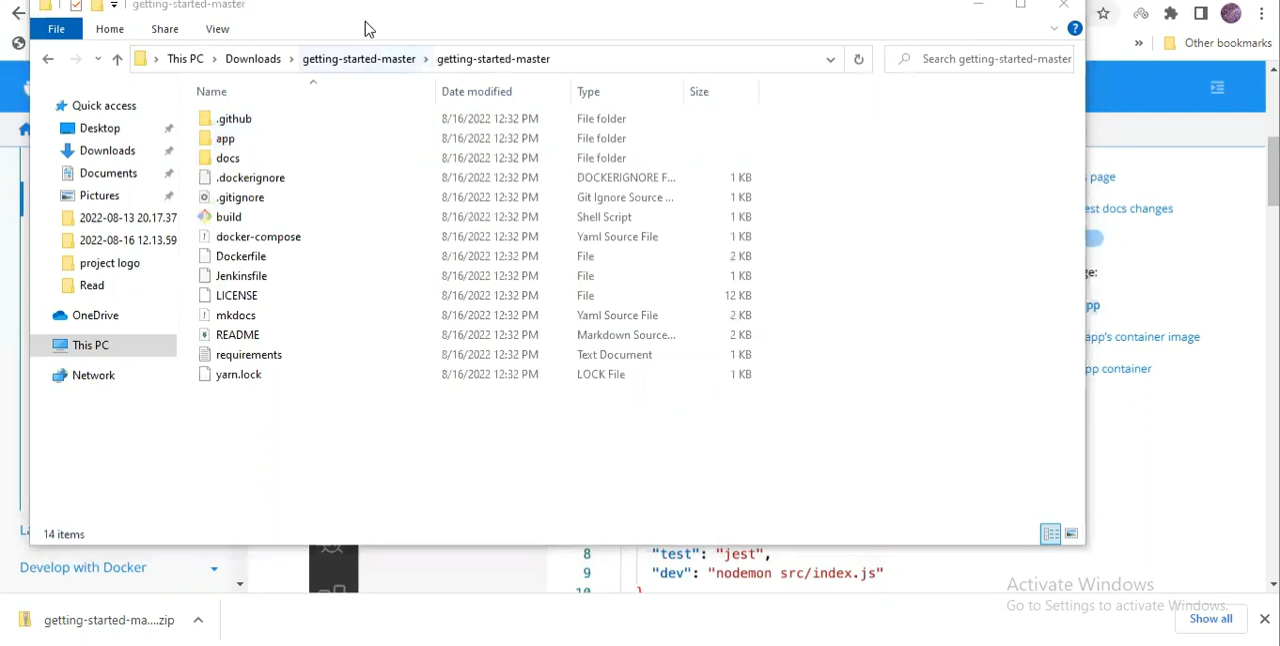 getting-started-master
File Home Share View
This PC Downloads getting-started-master getting-started-master Search getting-started-master
Other bookmarks
Name Date modified Type Size
Quick access
Desktop
Downloads
Documents
Pictures
2022-08-13 20.17.37
2022-08-16 12.13.59
project logo
Read
OneDrive
This PC
Network
.github 8/16/2022 12:32 PM File folder
app 8/16/2022 12:32 PM File folder
docs 8/16/2022 12:32 PM File folder
.dockerignore 8/16/2022 12:32 PM DOCKERIGNORE F... 1 KB
.gitignore 8/16/2022 12:32 PM Git Ignore Source ... 1 KB
build 8/16/2022 12:32 PM Shell Script 1 KB
docker-compose 8/16/2022 12:32 PM Yaml Source File 1 KB
Dockerfile 8/16/2022 12:32 PM File 2 KB
Jenkinsfile 8/16/2022 12:32 PM File 1 KB
LICENSE 8/16/2022 12:32 PM File 12 KB
mkdocs 8/16/2022 12:32 PM Yaml Source File 2 KB
README 8/16/2022 12:32 PM Markdown Source... 2 KB
requirements 8/16/2022 12:32 PM Text Document 1 KB
yarn.lock 8/16/2022 12:32 PM LOCK File 1 KB
page
est docs changes
ge:
pp
app's container image
pp container
14 items
Develop with Docker
8 "test": "jest",
9 "dev": "nodemon src/index.js"
Activate Windows
Go to Settings to activate Windows.
getting-started-ma....zip
Show all